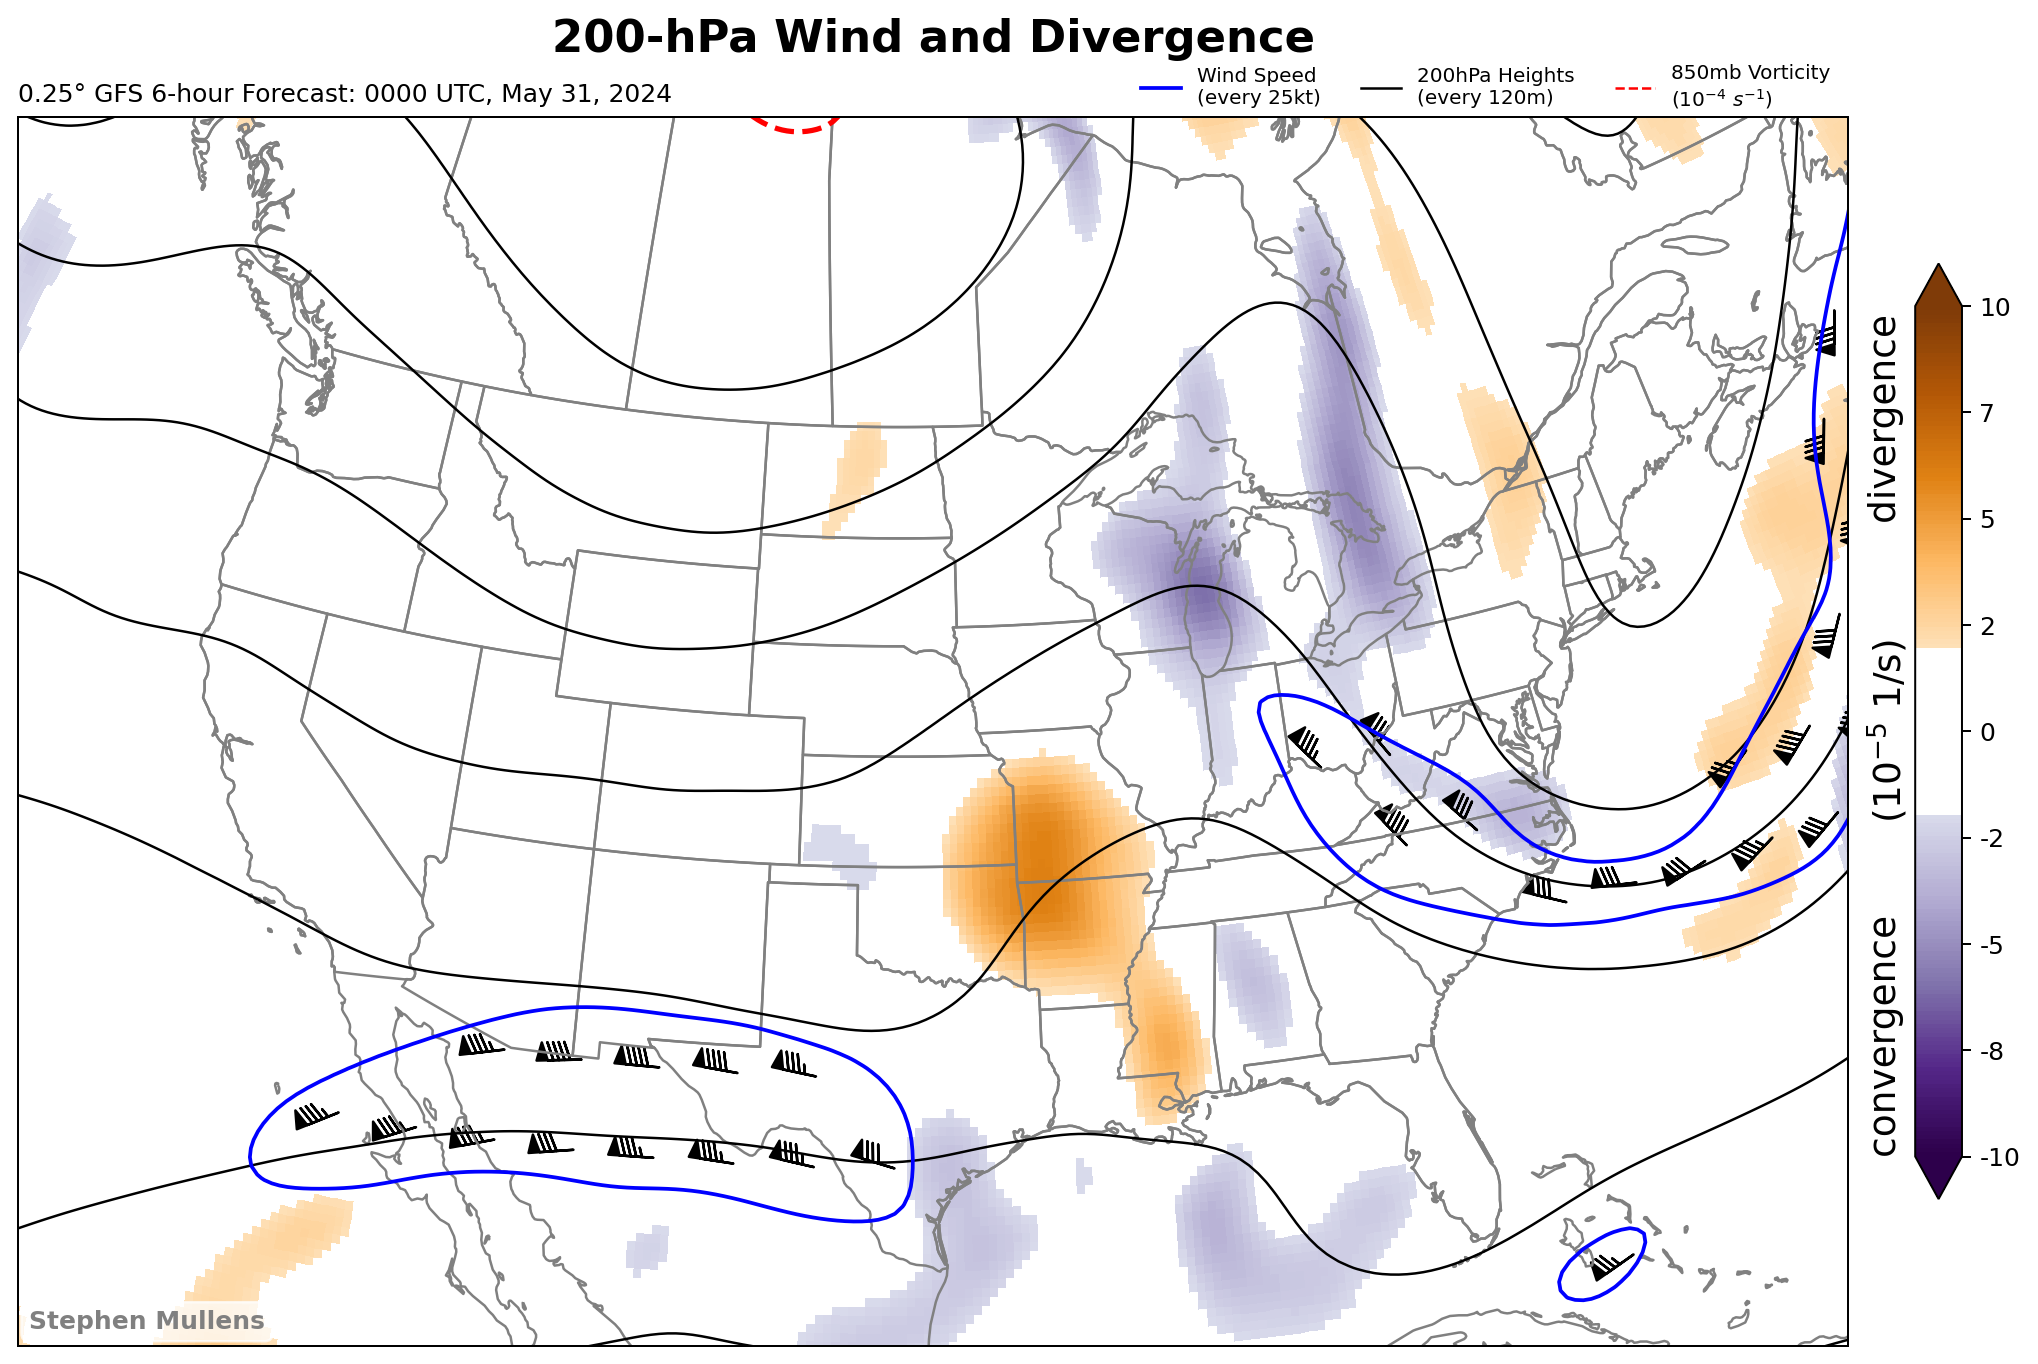 200-hPa Wind and Divergence
0.25° GFS 6-hour Forecast: 0000 UTC, May 31, 2024
Wind Speed
(every 25kt)
200hPa Heights
(every 120m)
850mb Vorticity
(10⁻⁴ s⁻¹)
10
7
5
2
0
-2
-5
-8
-10
convergence (10⁻⁵ 1/s) divergence
Stephen Mullens